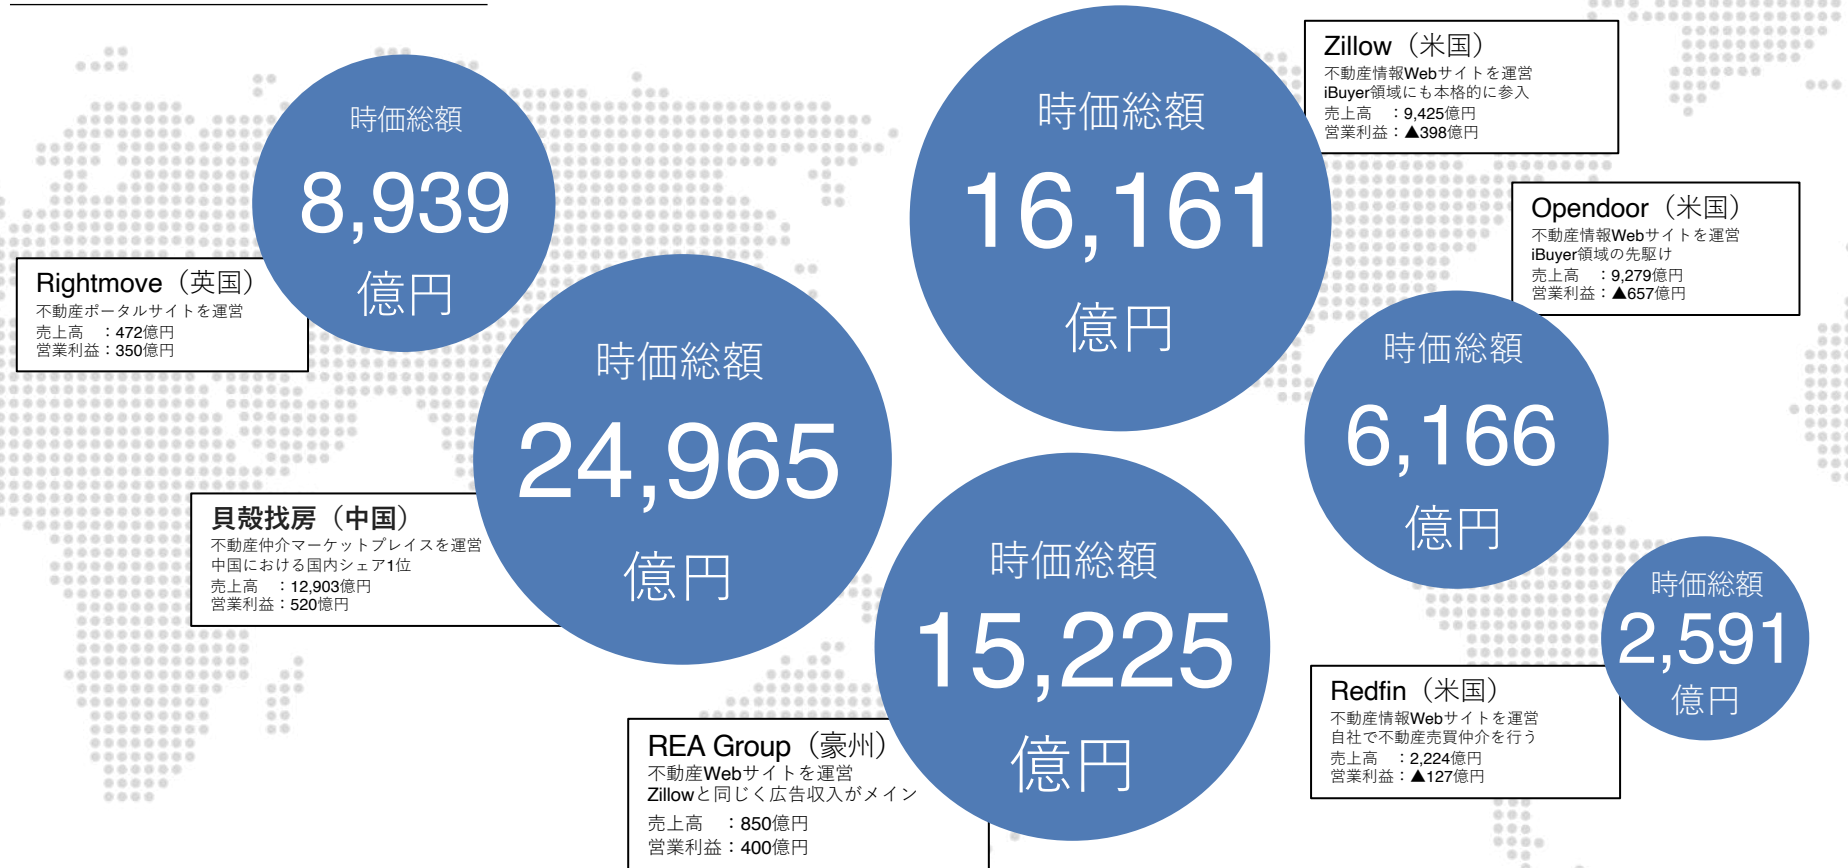 時価総額
8,939
億円
Rightmove（英国）
不動産ポータルサイトを運営
売上高　：472億円
営業利益：350億円
時価総額
24,965
億円
貝殻找房（中国）
不動産仲介マーケットプレイスを運営
中国における国内シェア1位
売上高　：12,903億円
営業利益：520億円
時価総額
16,161
億円
Zillow（米国）
不動産情報Webサイトを運営
iBuyer領域にも本格的に参入
売上高　：9,425億円
営業利益：▲398億円
Opendoor（米国）
不動産情報Webサイトを運営
iBuyer領域の先駆け
売上高　：9,279億円
営業利益：▲657億円
時価総額
6,166
億円
時価総額
15,225
億円
REA Group（豪州）
不動産Webサイトを運営
Zillowと同じく広告収入がメイン
売上高　：850億円
営業利益：400億円
時価総額
2,591
億円
Redfin（米国）
不動産情報Webサイトを運営
自社で不動産売買仲介を行う
売上高　：2,224億円
営業利益：▲127億円